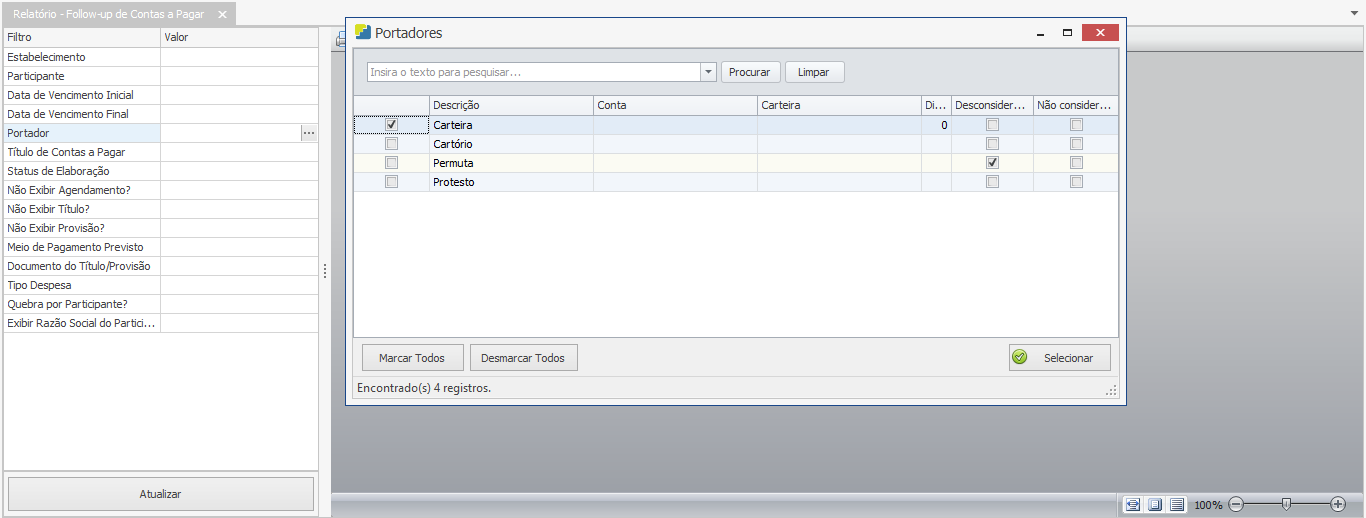 Relatório - Follow-up de Contas a Pagar
Filtro Valor
Estabelecimento
Participante
Data de Vencimento Inicial
Data de Vencimento Final
Portador ...
Título de Contas a Pagar
Status de Elaboração
Não Exibir Agendamento?
Não Exibir Título?
Não Exibir Provisão?
Meio de Pagamento Previsto
Documento do Título/Provisão
Tipo Despesa
Quebra por Participante?
Exibir Razão Social do Partici...
Atualizar
Portadores
Insira o texto para pesquisar...
Procurar
Limpar
Descrição Conta Carteira Di... Desconsider... Não consider...
Carteira 0
Cartório
Permuta
Protesto
Marcar Todos
Desmarcar Todos
Selecionar
Encontrado(s) 4 registros.
100%